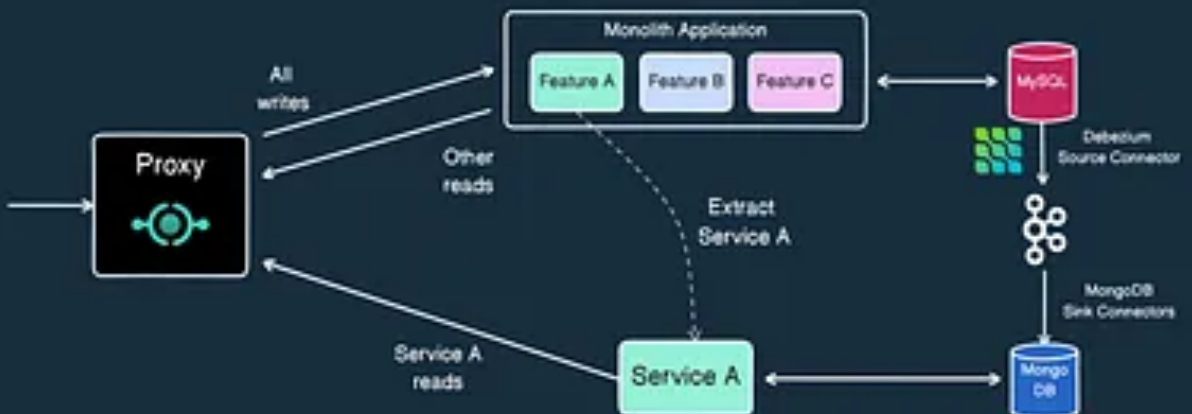 Monolith Application
Feature A
Feature B
Feature C
All
writes
Other
reads
Proxy
MySQL
Debezium
Source Connector
Extract
Service A
MongoDB
Sink Connectors
Service A
reads
Service A
Mongo
DB